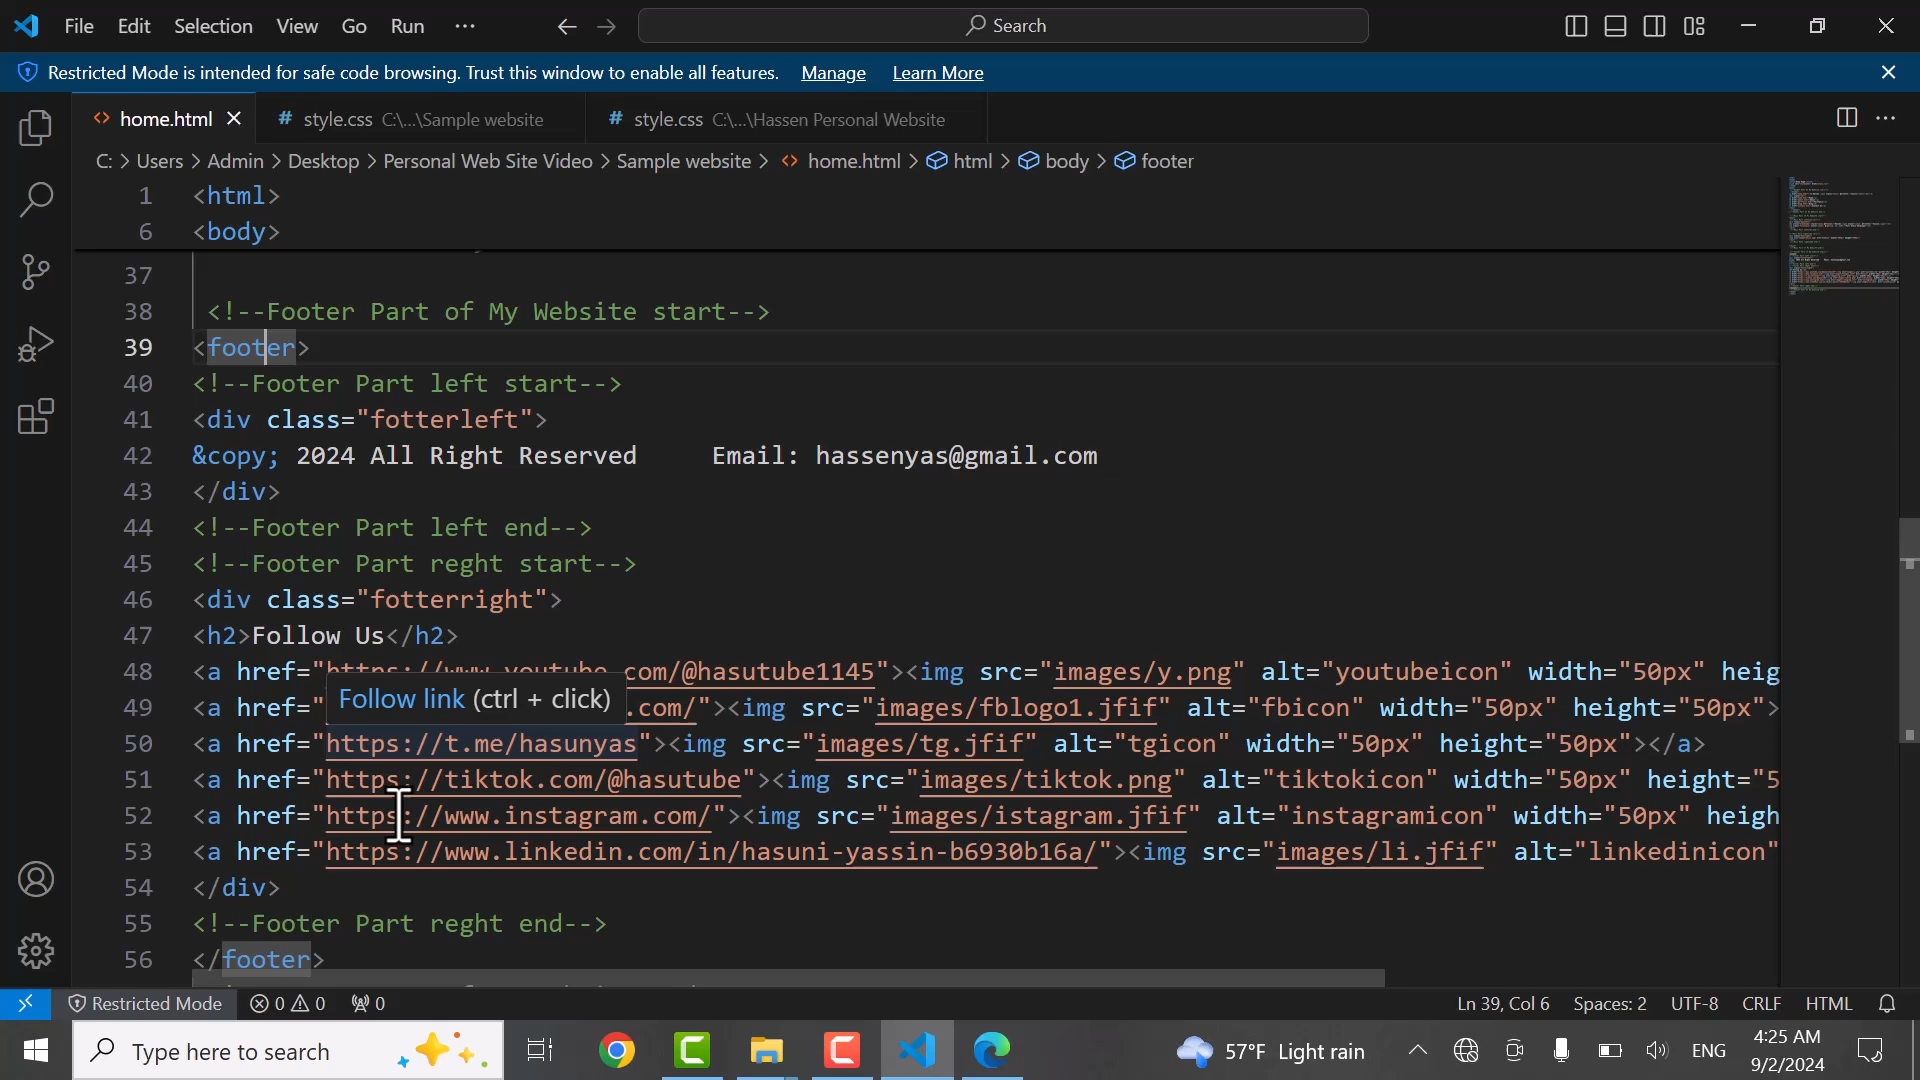 File Edit Selection View Go Run ··· Search
Restricted Mode is intended for safe code browsing. Trust this window to enable all features. Manage Learn More
home.html # style.css C:\...\Sample website # style.css C:\...\Hassen Personal Website
C: > Users > Admin > Desktop > Personal Web Site Video > Sample website > home.html > html > body > footer
1 <html>
6 <body>
37
38 <!--Footer Part of My Website start-->
39 <footer>
40 <!--Footer Part left start-->
41 <div class="fotterleft">
42 &copy; 2024 All Right Reserved Email: hassenyas@gmail.com
43 </div>
44 <!--Footer Part left end-->
45 <!--Footer Part reght start-->
46 <div class="fotterright">
47 <h2>Follow Us</h2>
48 <a href="https://www.youtube.com/@hasutube1145"><img src="images/y.png" alt="youtubeicon" width="50px" heig
Follow link (ctrl + click)
49 <a href=" .com/"><img src="images/fblogo1.jfif" alt="fbicon" width="50px" height="50px">
50 <a href="https://t.me/hasunyas"><img src="images/tg.jfif" alt="tgicon" width="50px" height="50px"></a>
51 <a href="https://tiktok.com/@hasutube"><img src="images/tiktok.png" alt="tiktokicon" width="50px" height="5
52 <a href="https://www.instagram.com/"><img src="images/istagram.jfif" alt="instagramicon" width="50px" heigh
53 <a href="https://www.linkedin.com/in/hasuni-yassin-b6930b16a/"><img src="images/li.jfif" alt="linkedinicon"
54 </div>
55 <!--Footer Part reght end-->
56 </footer>
Restricted Mode 0 0 0 Ln 39, Col 6 Spaces: 2 UTF-8 CRLF HTML
Type here to search 57°F Light rain ENG 4:25 AM
9/2/2024